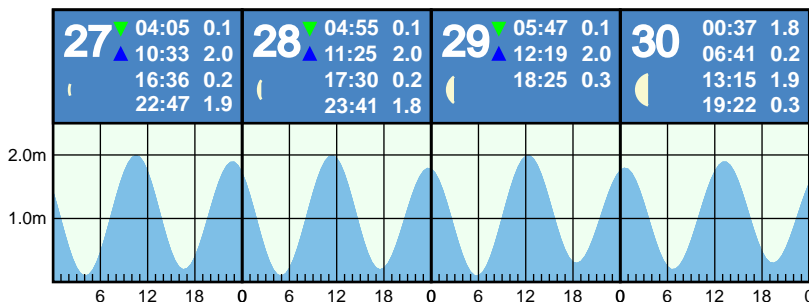 27 ▼ 04:05 0.1
▲ 10:33 2.0
16:36 0.2
22:47 1.9
28 ▼ 04:55 0.1
▲ 11:25 2.0
17:30 0.2
23:41 1.8
29 ▼ 05:47 0.1
▲ 12:19 2.0
18:25 0.3
30 00:37 1.8
06:41 0.2
13:15 1.9
19:22 0.3
2.0m
1.0m
6 12 18 0 6 12 18 0 6 12 18 0 6 12 18